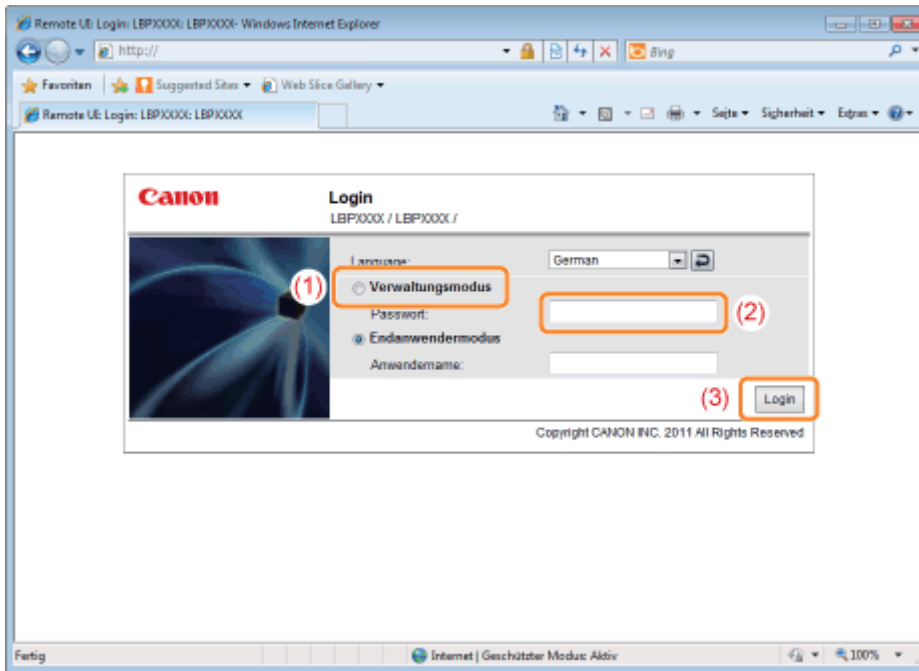 Remote UI: Login: LBPXXXX: LBPXXXX- Windows Internet Explorer
http://
Bing
Favoriten Suggested Sites Web Slice Gallery
Remote UI: Login: LBPXXXX: LBPXXXX
Seite Sicherheit Extras
Canon
Login
LBPXXXX / LBPXXXX /
Language: German
(1) Verwaltungsmodus
Passwort: (2)
Endanwendermodus
Anwendername:
(3) Login
Copyright CANON INC. 2011 All Rights Reserved
Fertig Internet | Geschützter Modus: Aktiv 100%